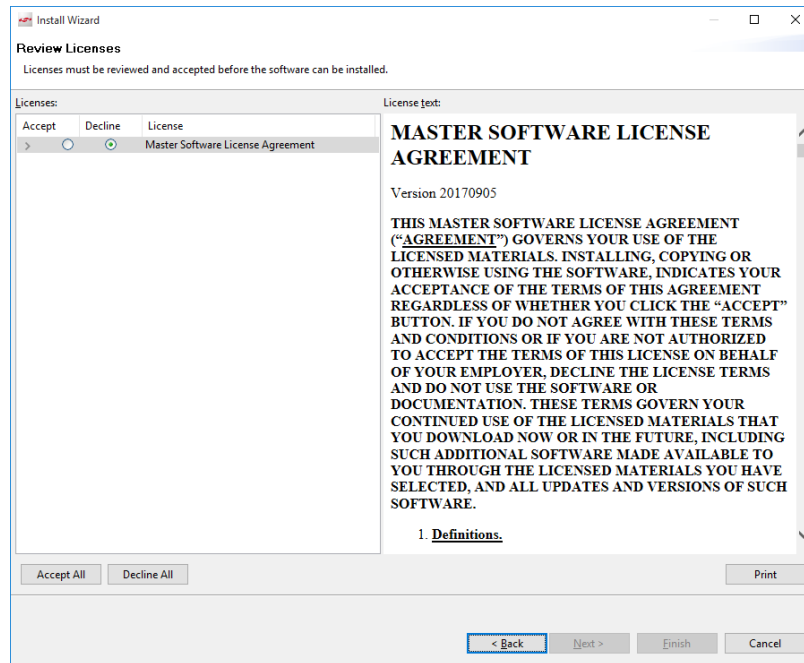 Install Wizard
Review Licenses
Licenses must be reviewed and accepted before the software can be installed.
Licenses:
Accept Decline License
Master Software License Agreement
License text:
MASTER SOFTWARE LICENSE
AGREEMENT
Version 20170905
THIS MASTER SOFTWARE LICENSE AGREEMENT
(“AGREEMENT”) GOVERNS YOUR USE OF THE
LICENSED MATERIALS. INSTALLING, COPYING OR
OTHERWISE USING THE SOFTWARE, INDICATES YOUR
ACCEPTANCE OF THE TERMS OF THIS AGREEMENT
REGARDLESS OF WHETHER YOU CLICK THE “ACCEPT”
BUTTON. IF YOU DO NOT AGREE WITH THESE TERMS
AND CONDITIONS OR IF YOU ARE NOT AUTHORIZED
TO ACCEPT THE TERMS OF THIS LICENSE ON BEHALF
OF YOUR EMPLOYER, DECLINE THE LICENSE TERMS
AND DO NOT USE THE SOFTWARE OR
DOCUMENTATION. THESE TERMS GOVERN YOUR
CONTINUED USE OF THE LICENSED MATERIALS THAT
YOU DOWNLOAD NOW OR IN THE FUTURE, INCLUDING
SUCH ADDITIONAL SOFTWARE MADE AVAILABLE TO
YOU THROUGH THE LICENSED MATERIALS YOU HAVE
SELECTED, AND ALL UPDATES AND VERSIONS OF SUCH
SOFTWARE.
1. Definitions.
Accept All Decline All Print
< Back Next > Finish Cancel